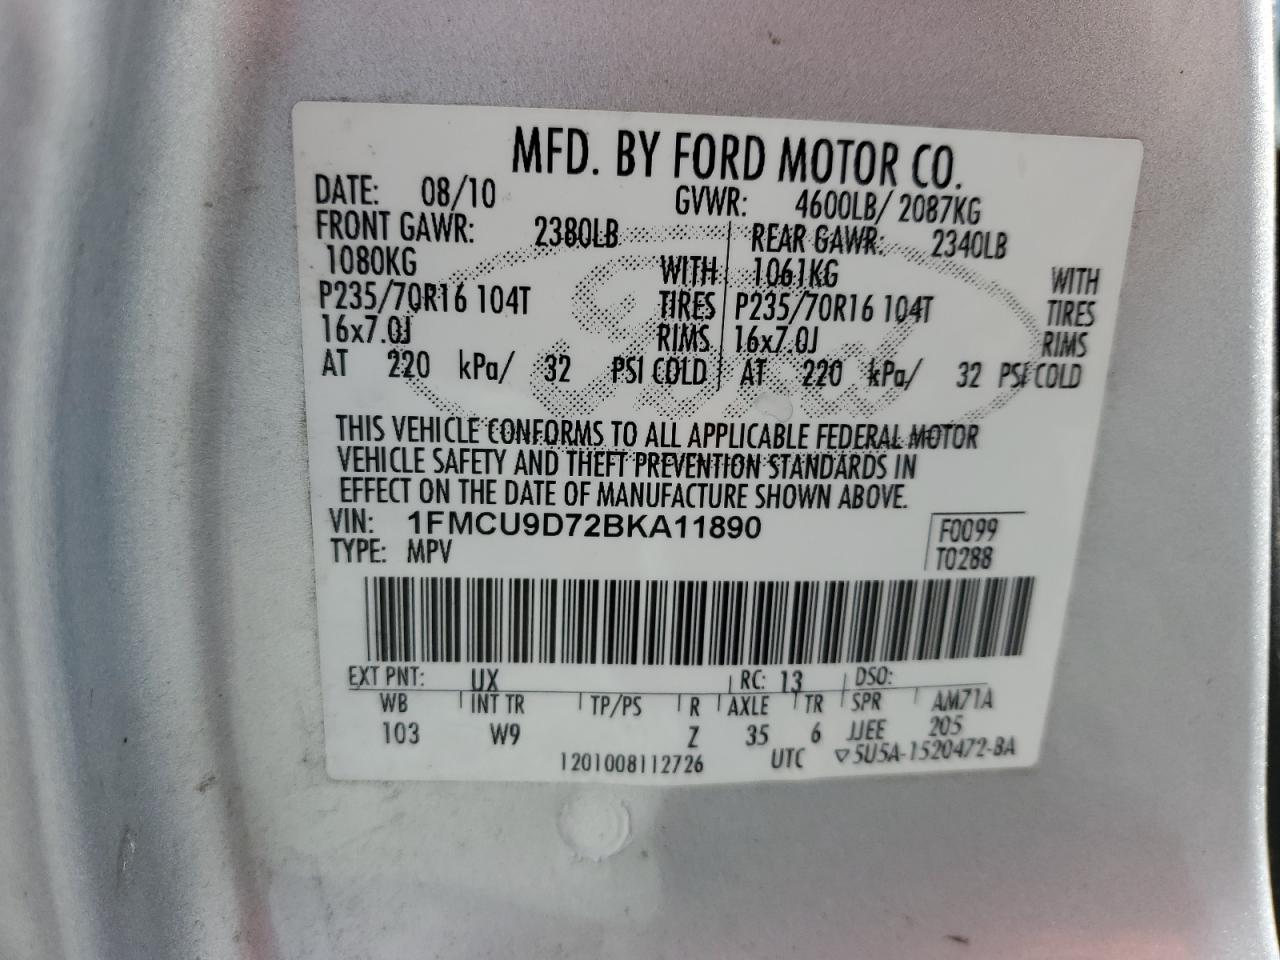 MFD. BY FORD MOTOR CO.
DATE: 08/10 GVWR: 4600LB/ 2087KG
FRONT GAWR: 2380LB REAR GAWR: 2340LB
1080KG WITH 1061KG WITH
P235/70R16 104T TIRES P235/70R16 104T TIRES
16x7.0J RIMS 16x7.0J RIMS
AT 220 kPa/ 32 PSI COLD AT 220 kPa/ 32 PSI COLD
THIS VEHICLE CONFORMS TO ALL APPLICABLE FEDERAL MOTOR
VEHICLE SAFETY AND THEFT PREVENTION STANDARDS IN
EFFECT ON THE DATE OF MANUFACTURE SHOWN ABOVE.
VIN: 1FMCU9D72BKA11890 F0099
TYPE: MPV T0288
EXT PNT: UX RC: 13 DSO:
WB INT TR TP/PS R AXLE TR SPR AM71A
103 W9 Z 35 6 JJEE 205
1201008112726 UTC ▽5U5A-1520472-BA